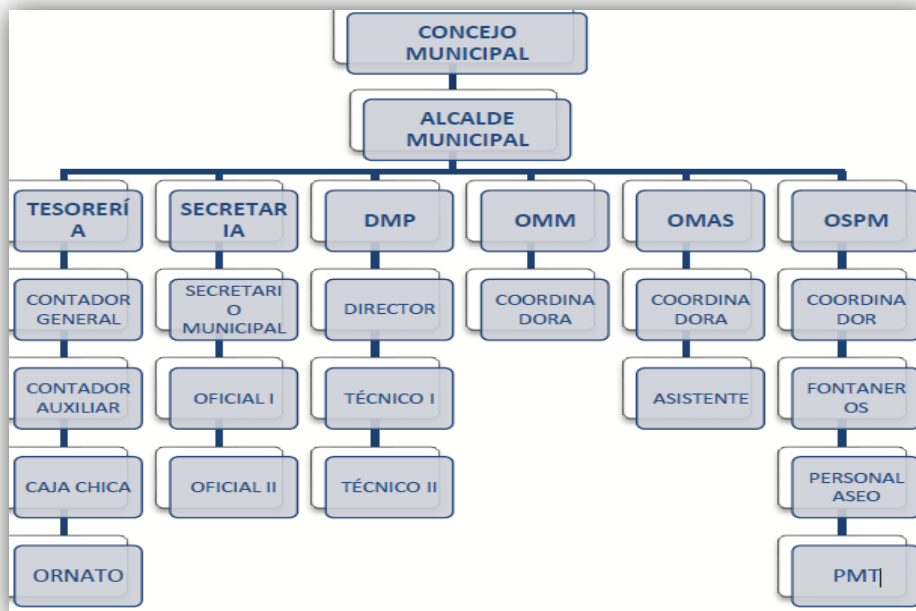 CONCEJO
MUNICIPAL
ALCALDE
MUNICIPAL
TESORERÍ
A
SECRETAR
IA
DMP
OMM
OMAS
OSPM
CONTADOR
GENERAL
SECRETARI
O
MUNICIPAL
DIRECTOR
COORDINA
DORA
COORDINA
DORA
COORDINA
DOR
CONTADOR
AUXILIAR
OFICIAL I
TÉCNICO I
ASISTENTE
FONTANER
OS
CAJA CHICA
OFICIAL II
TÉCNICO II
PERSONAL
ASEO
ORNATO
PMT